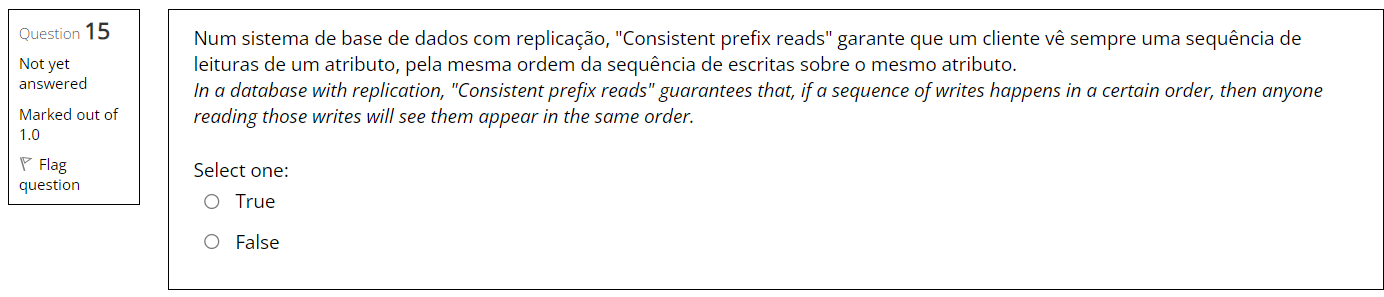 Question 15
Not yet
answered
Marked out of
1.0
Flag
question
Num sistema de base de dados com replicação, "Consistent prefix reads" garante que um cliente vê sempre uma sequência de
leituras de um atributo, pela mesma ordem da sequência de escritas sobre o mesmo atributo.
In a database with replication, "Consistent prefix reads" guarantees that, if a sequence of writes happens in a certain order, then anyone
reading those writes will see them appear in the same order.
Select one:
True
False